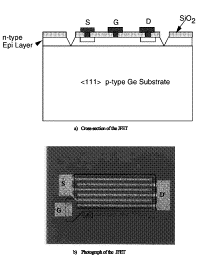 S G D SiO2
n-type
Epi Layer
<111> p-type Ge Substrate
a) Cross-section of the JFET
D
G
b) Photograph of the JFET